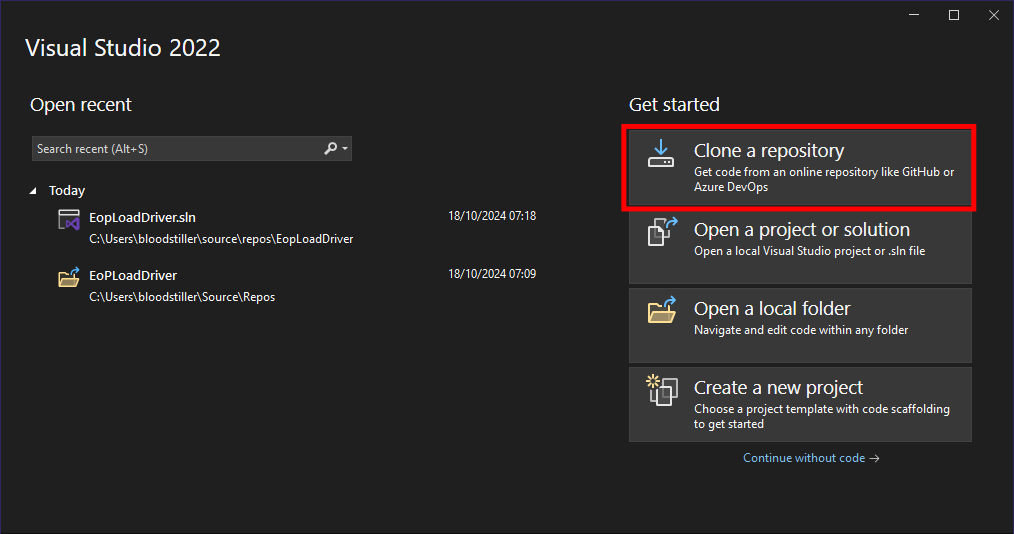 Visual Studio 2022
Open recent
Search recent (Alt+S)
Today
EopLoadDriver.sln
18/10/2024 07:18
C:\Users\bloodstiller\source\repos\EopLoadDriver
EoPLoadDriver
18/10/2024 07:09
C:\Users\bloodstiller\Source\Repos
Get started
Clone a repository
Get code from an online repository like GitHub or
Azure DevOps
Open a project or solution
Open a local Visual Studio project or .sln file
Open a local folder
Navigate and edit code within any folder
Create a new project
Choose a project template with code scaffolding
to get started
Continue without code →